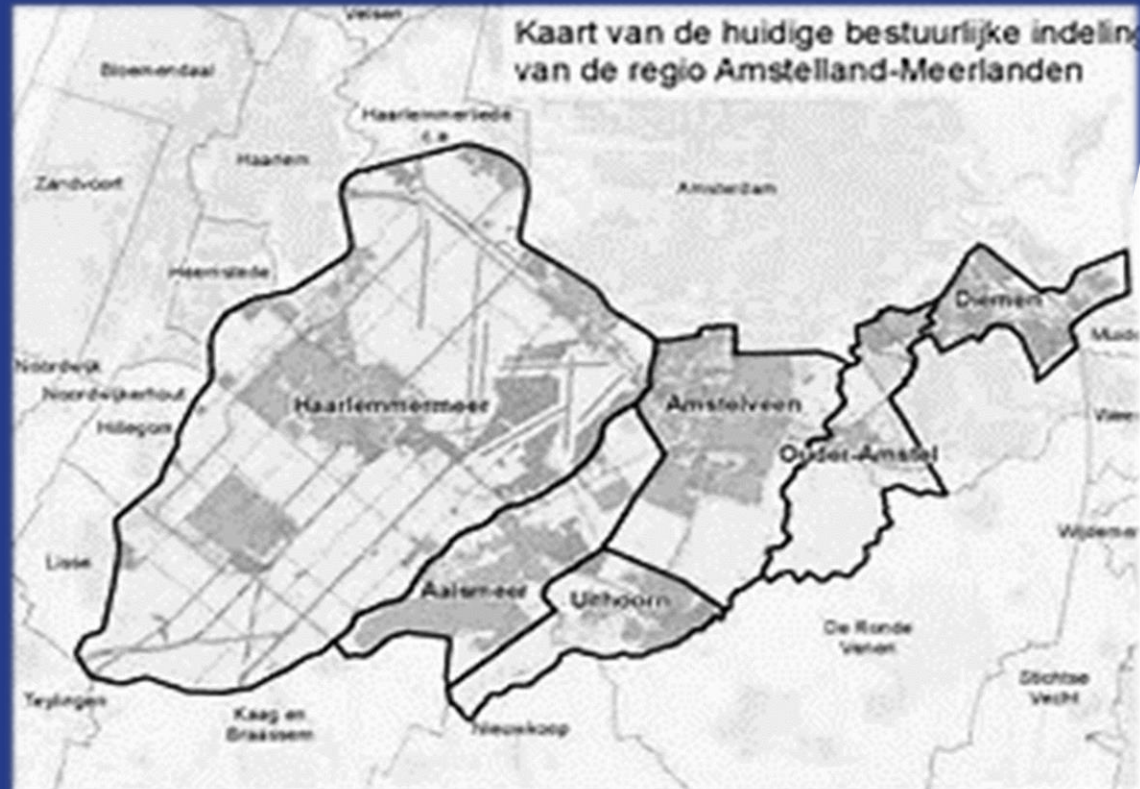 Kaart van de huidige bestuurlijke indeling
van de regio Amstelland-Meerlanden
Velsen
Bloemendaal
Haarlemmerliede
c.a.
Haarlem
Zandvoort
Amsterdam
Heemstede
Diemen
Noordwijk
Noordwijkerhout
Hillegom
Haarlemmermeer
Amstelveen
Ouder-Amstel
Lisse
Aalsmeer
Uithoorn
De Ronde
Venen
Stichtse
Vecht
Teylingen
Kaag en
Braassem
Nieuwkoop